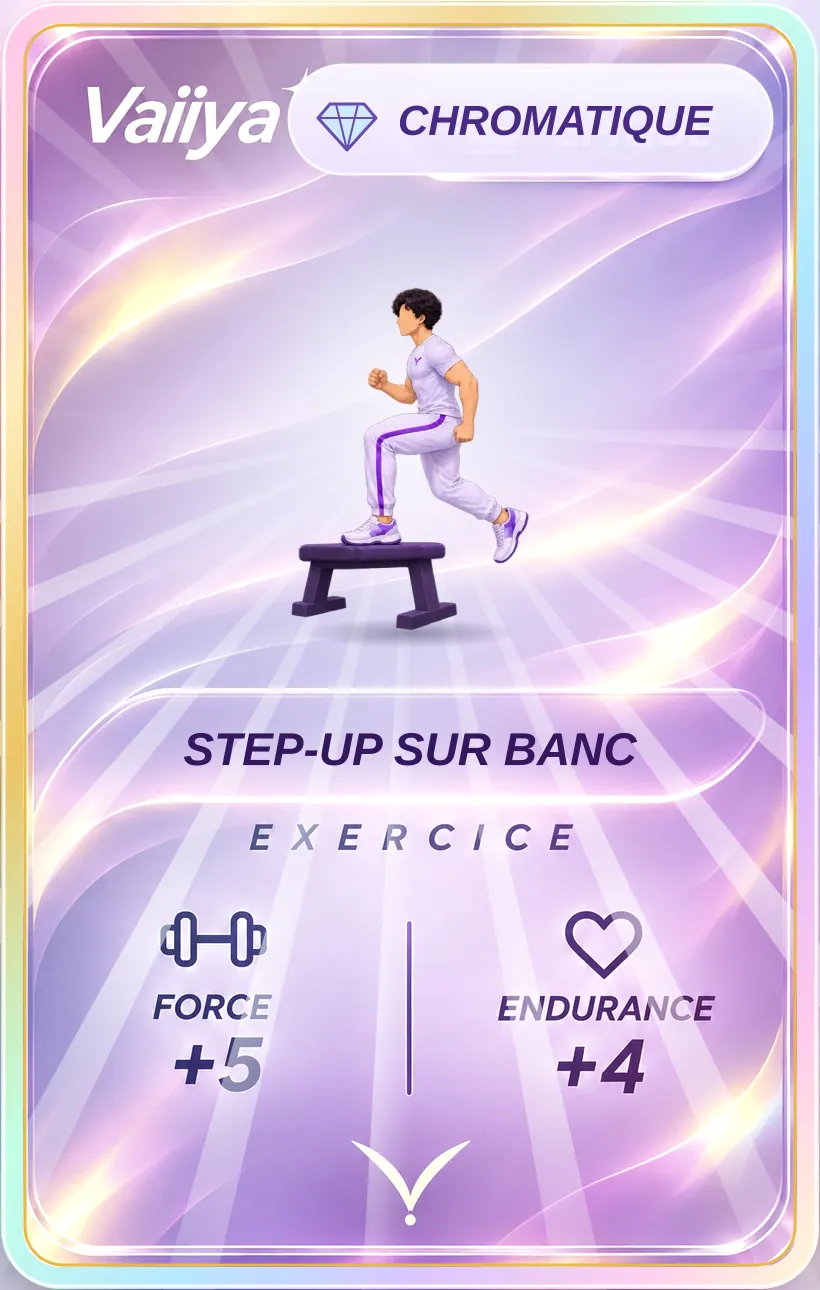 Vaiiya
CHROMATIQUE
STEP-UP SUR BANC
EXERCICE
FORCE
+5
ENDURANCE
+4